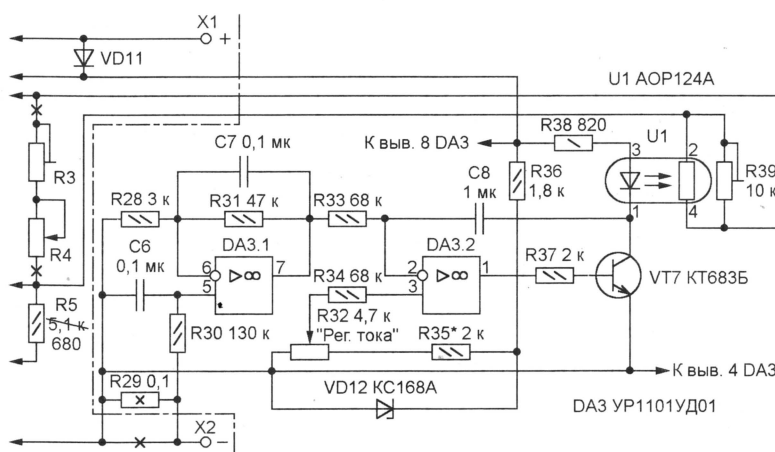 X1
+
VD11
U1 АОР124А
К выв. 8 DA3
R38 820
U1
C7 0,1 мк
3
2
C8
1 мк
R36
1,8 к
R39
10 к
R3
R28 3 к
R31 47 к
R33 68 к
1
4
C6
0,1 мк
DA3.1
DA3.2
R4
6
▷∞
7
R34 68 к
2
▷∞
1
R37 2 к
5
3
VT7 КТ683Б
R5
5,1 к
680
R30 130 к
R32 4,7 к
"Рег. тока"
R35* 2 к
R29 0,1
К выв. 4 DA3
VD12 КС168А
DA3 УР1101УД01
X2
−